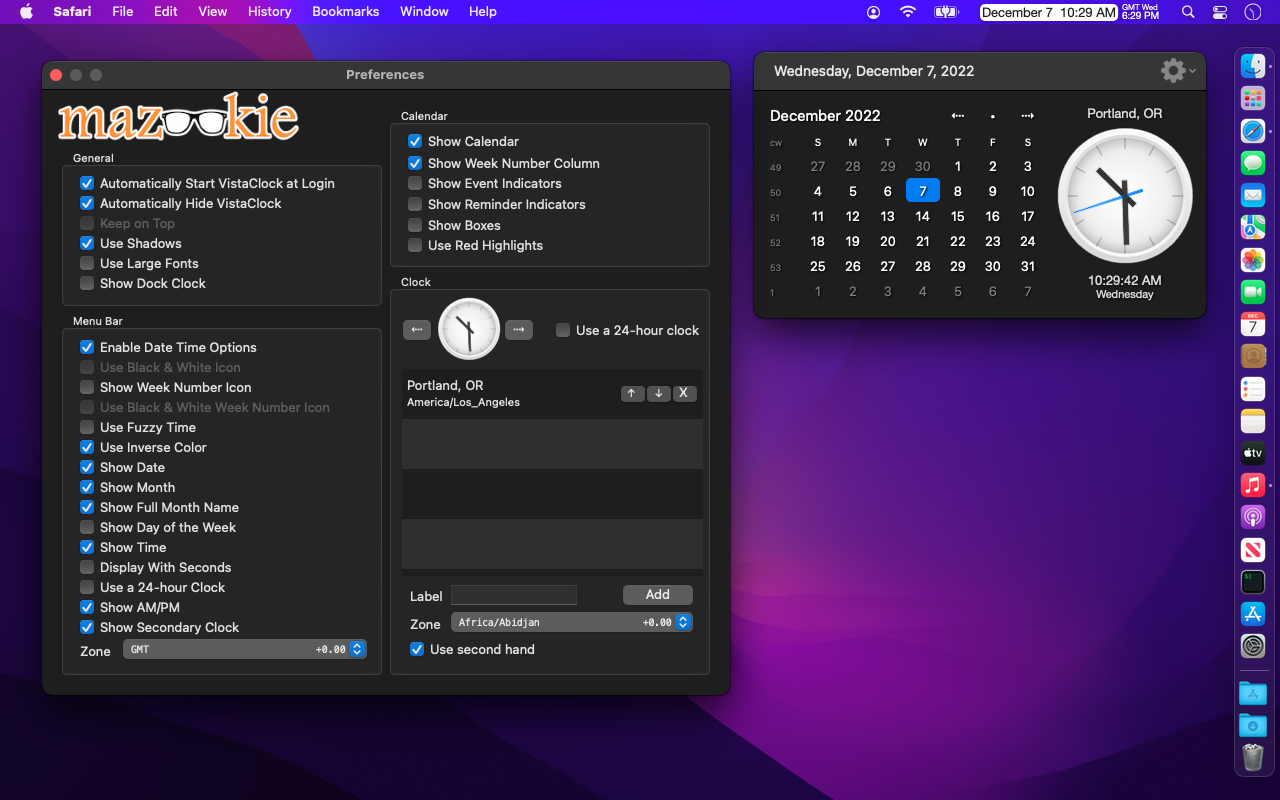 Safari File Edit View History Bookmarks Window Help
December 7 10:29 AM
GMT Wed
6:29 PM
Preferences
mazookie
General
Automatically Start VistaClock at Login
Automatically Hide VistaClock
Keep on Top
Use Shadows
Use Large Fonts
Show Dock Clock
Menu Bar
Enable Date Time Options
Use Black & White Icon
Show Week Number Icon
Use Black & White Week Number Icon
Use Fuzzy Time
Use Inverse Color
Show Date
Show Month
Show Full Month Name
Show Day of the Week
Show Time
Display With Seconds
Use a 24-hour Clock
Show AM/PM
Show Secondary Clock
Zone GMT +0.00
Calendar
Show Calendar
Show Week Number Column
Show Event Indicators
Show Reminder Indicators
Show Boxes
Use Red Highlights
Clock
← → Use a 24-hour clock
Portland, OR
America/Los_Angeles
↑ ↓ X
Label Add
Zone Africa/Abidjan +0.00
Use second hand
Wednesday, December 7, 2022
December 2022 ← • →
cw S M T W T F S
49 27 28 29 30 1 2 3
50 4 5 6 7 8 9 10
51 11 12 13 14 15 16 17
52 18 19 20 21 22 23 24
53 25 26 27 28 29 30 31
1 1 2 3 4 5 6 7
Portland, OR
10:29:42 AM
Wednesday
DEC
7
tv
$